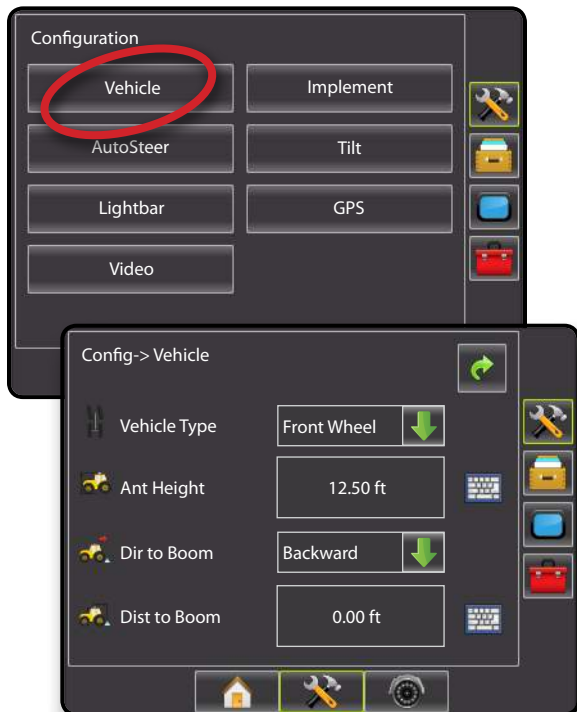 Configuration
Vehicle
Implement
AutoSteer
Tilt
Lightbar
GPS
Video
Config-> Vehicle
Vehicle Type
Front Wheel
Ant Height
12.50 ft
Dir to Boom
Backward
Dist to Boom
0.00 ft